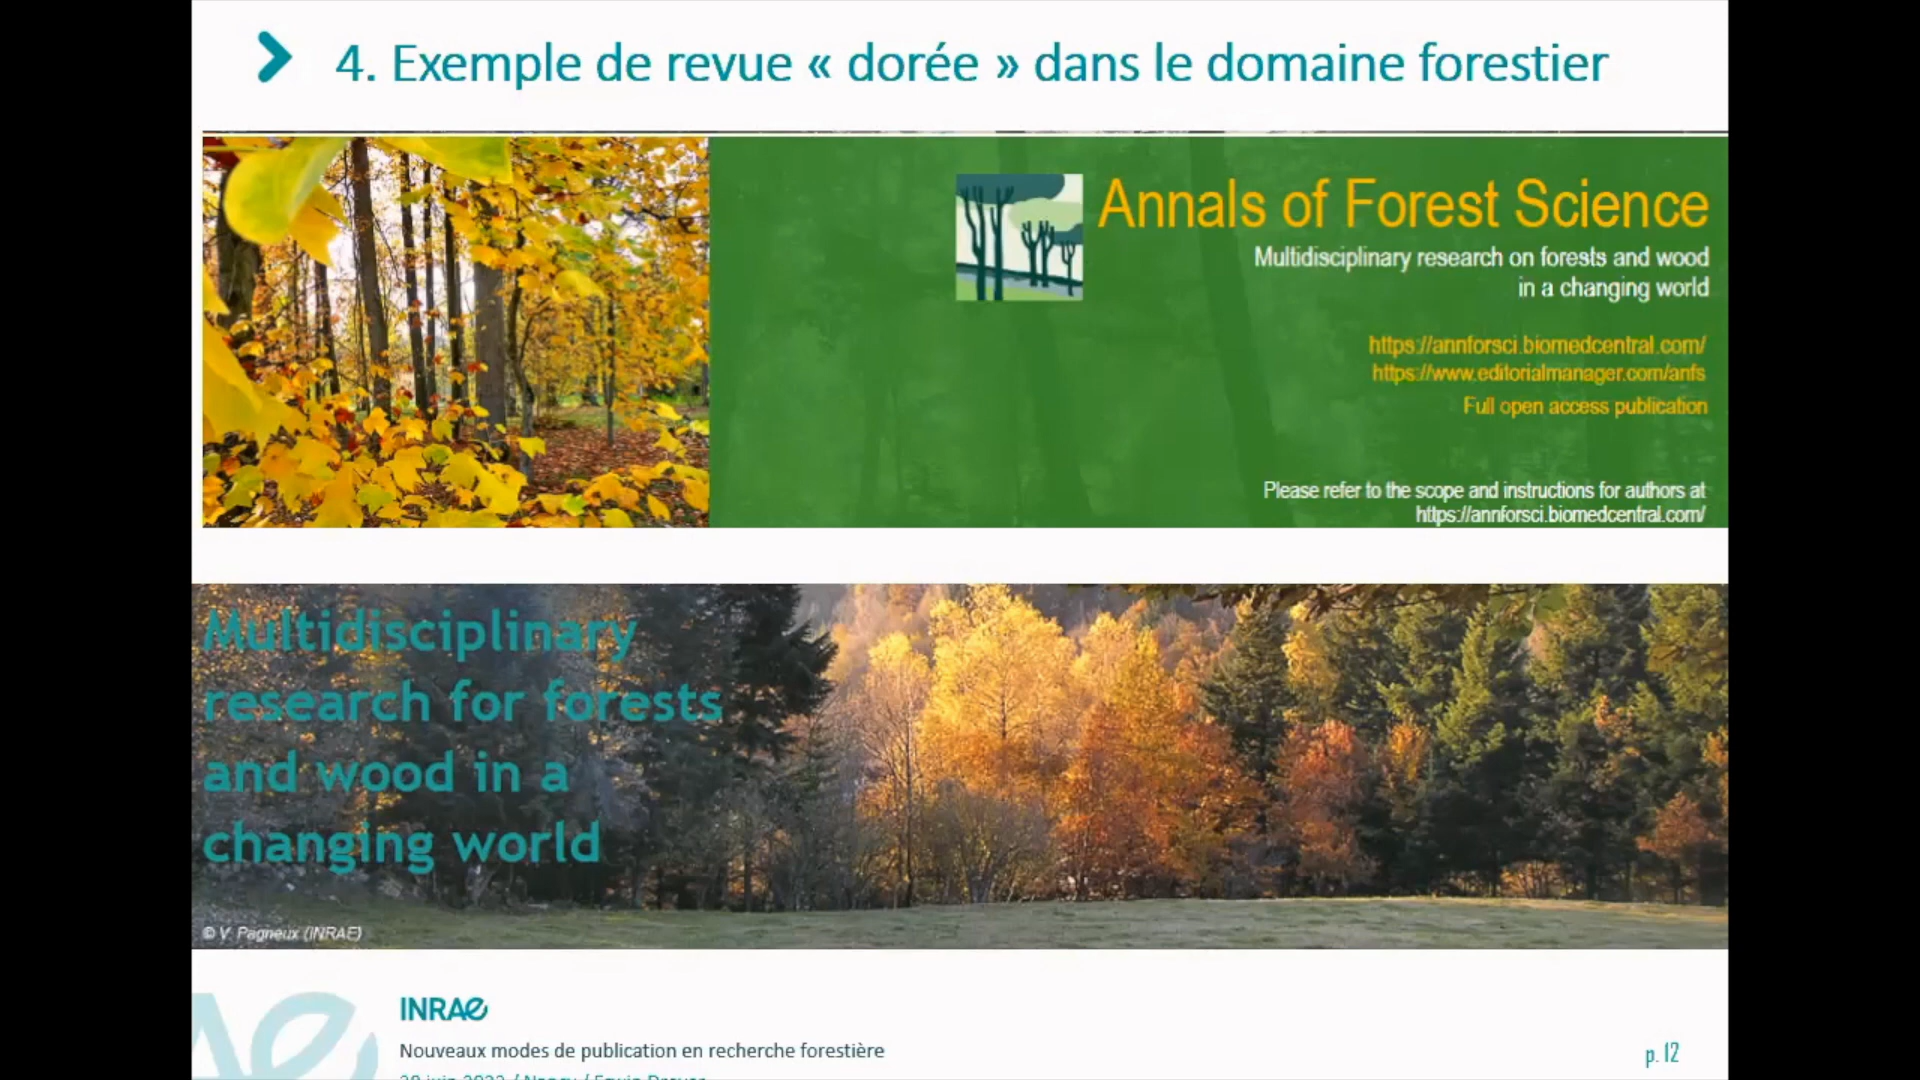 4. Exemple de revue « dorée » dans le domaine forestier
Annals of Forest Science
Multidisciplinary research on forests and wood
in a changing world
https://annforsci.biomedcentral.com/
https://www.editorialmanager.com/anfs
Full open access publication
Please refer to the scope and instructions for authors at
https://annforsci.biomedcentral.com/
Multidisciplinary
research for forests
and wood in a
changing world
© V. Pagneux (INRAE)
INRAE
Nouveaux modes de publication en recherche forestière
p. 12